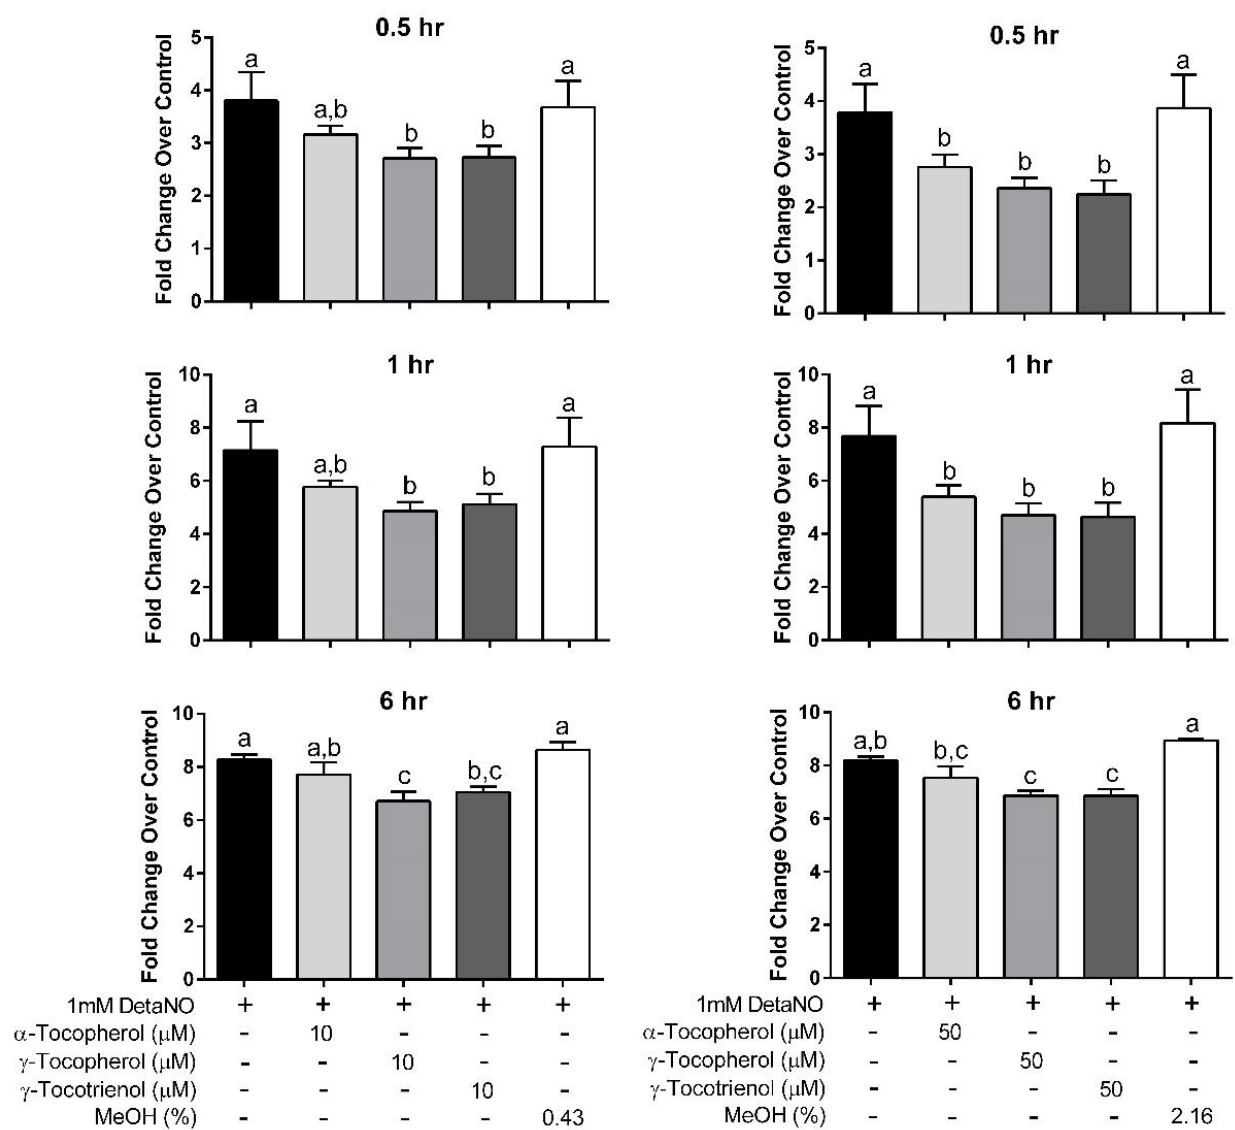 0.5 hr
Fold Change Over Control
5
4
3
2
1
0
a
a,b
b
b
a
0.5 hr
Fold Change Over Control
5
4
3
2
1
0
a
b
b
b
a
1 hr
Fold Change Over Control
10
8
6
4
2
0
a
a,b
b
b
a
1 hr
Fold Change Over Control
10
8
6
4
2
0
a
b
b
b
a
6 hr
Fold Change Over Control
10
8
6
4
2
0
a
a,b
c
b,c
a
1mM DetaNO + + + + +
α-Tocopherol (μM) - 10 - - -
γ-Tocopherol (μM) - - 10 - -
γ-Tocotrienol (μM) - - - 10 -
MeOH (%) - - - - 0.43
6 hr
Fold Change Over Control
10
8
6
4
2
0
a,b
b,c
c
c
a
1mM DetaNO + + + + +
α-Tocopherol (μM) - 50 - - -
γ-Tocopherol (μM) - - 50 - -
γ-Tocotrienol (μM) - - - 50 -
MeOH (%) - - - - 2.16